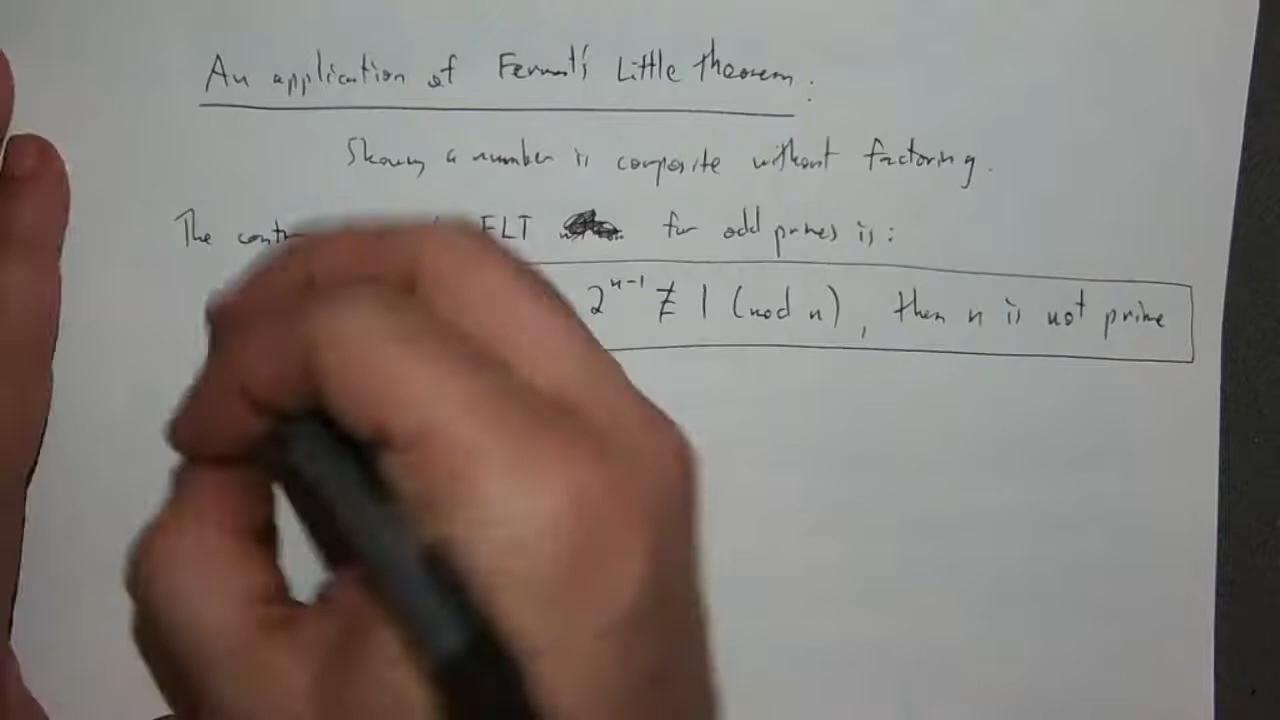 An application of Fermat's Little theorem:
Showing a number is composite without factoring.
The FLT for odd primes is:
2^{n-1} ≢ 1 (mod n), then n is not prime